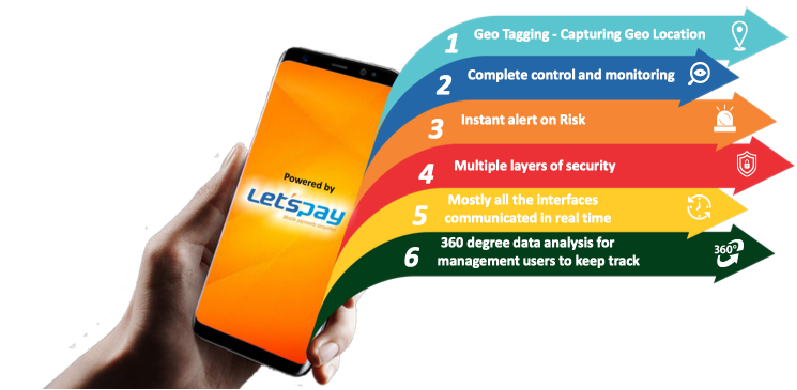 1 Geo Tagging - Capturing Geo Location
2 Complete control and monitoring
3 Instant alert on Risk
4 Multiple layers of security
5 Mostly all the interfaces
communicated in real time
6 360 degree data analysis for
management users to keep track
360°
Powered by
Let'spay